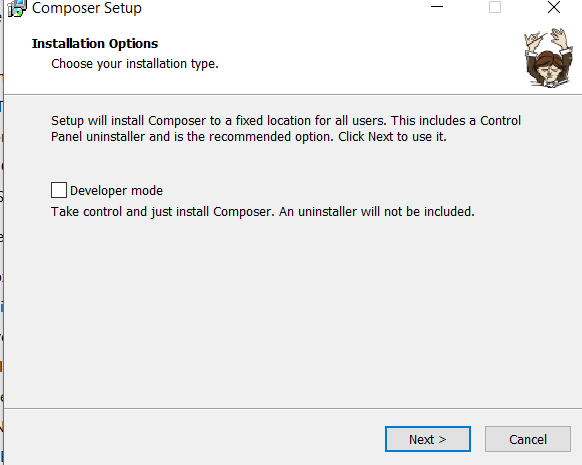 Composer Setup
Installation Options
Choose your installation type.
Setup will install Composer to a fixed location for all users. This includes a Control
Panel uninstaller and is the recommended option. Click Next to use it.
Developer mode
Take control and just install Composer. An uninstaller will not be included.
Next >
Cancel